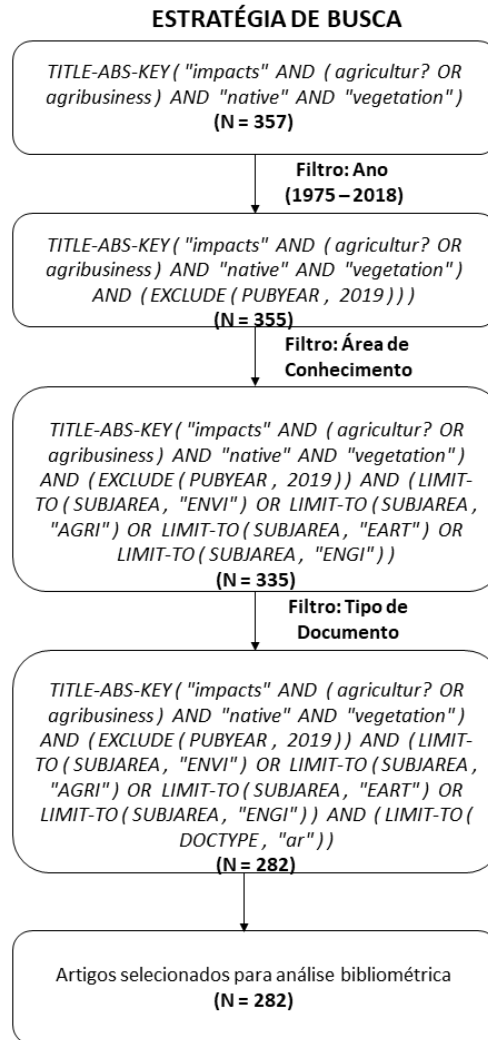 ESTRATÉGIA DE BUSCA
TITLE-ABS-KEY ( "impacts" AND ( agricultur? OR
agribusiness ) AND "native" AND "vegetation" )
(N = 357)
Filtro: Ano
(1975 – 2018)
TITLE-ABS-KEY ( "impacts" AND ( agricultur? OR
agribusiness ) AND "native" AND "vegetation" )
AND ( EXCLUDE ( PUBYEAR , 2019 ) ) )
(N = 355)
Filtro: Área de
Conhecimento
TITLE-ABS-KEY ( "impacts" AND ( agricultur? OR
agribusiness ) AND "native" AND "vegetation" )
AND ( EXCLUDE ( PUBYEAR , 2019 ) ) AND ( LIMIT-
TO ( SUBJAREA , "ENVI" ) OR LIMIT-TO ( SUBJAREA ,
"AGRI" ) OR LIMIT-TO ( SUBJAREA , "EART" ) OR
LIMIT-TO ( SUBJAREA , "ENGI" ) )
(N = 335)
Filtro: Tipo de
Documento
TITLE-ABS-KEY ( "impacts" AND ( agricultur? OR
agribusiness ) AND "native" AND "vegetation" )
AND ( EXCLUDE ( PUBYEAR , 2019 ) ) AND ( LIMIT-
TO ( SUBJAREA , "ENVI" ) OR LIMIT-TO ( SUBJAREA ,
"AGRI" ) OR LIMIT-TO ( SUBJAREA , "EART" ) OR
LIMIT-TO ( SUBJAREA , "ENGI" ) ) AND ( LIMIT-TO (
DOCTYPE , "ar" ) )
(N = 282)
Artigos selecionados para análise bibliométrica
(N = 282)